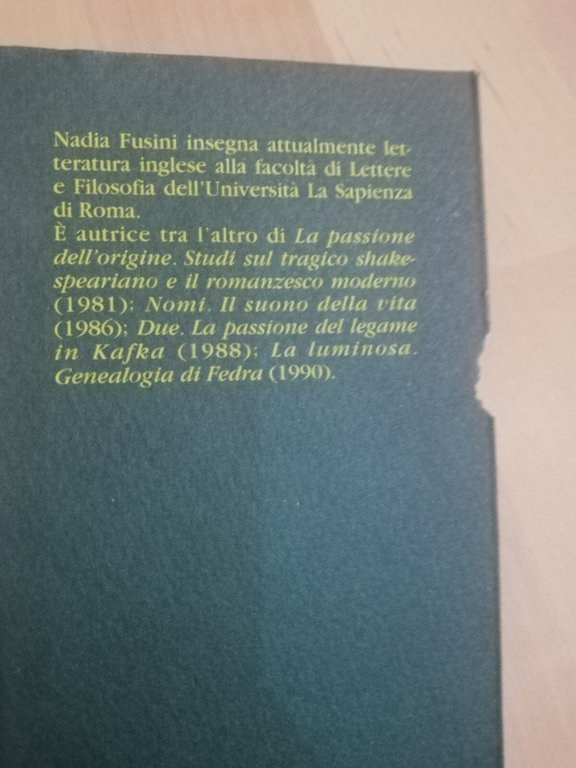 Nadia Fusini insegna attualmente let-
teratura inglese alla facoltà di Lettere
e Filosofia dell'Università La Sapienza
di Roma.
È autrice tra l'altro di La passione
dell'origine. Studi sul tragico shake-
speariano e il romanzesco moderno
(1981); Nomi. Il suono della vita
(1986); Due. La passione del legame
in Kafka (1988); La luminosa.
Genealogia di Fedra (1990).